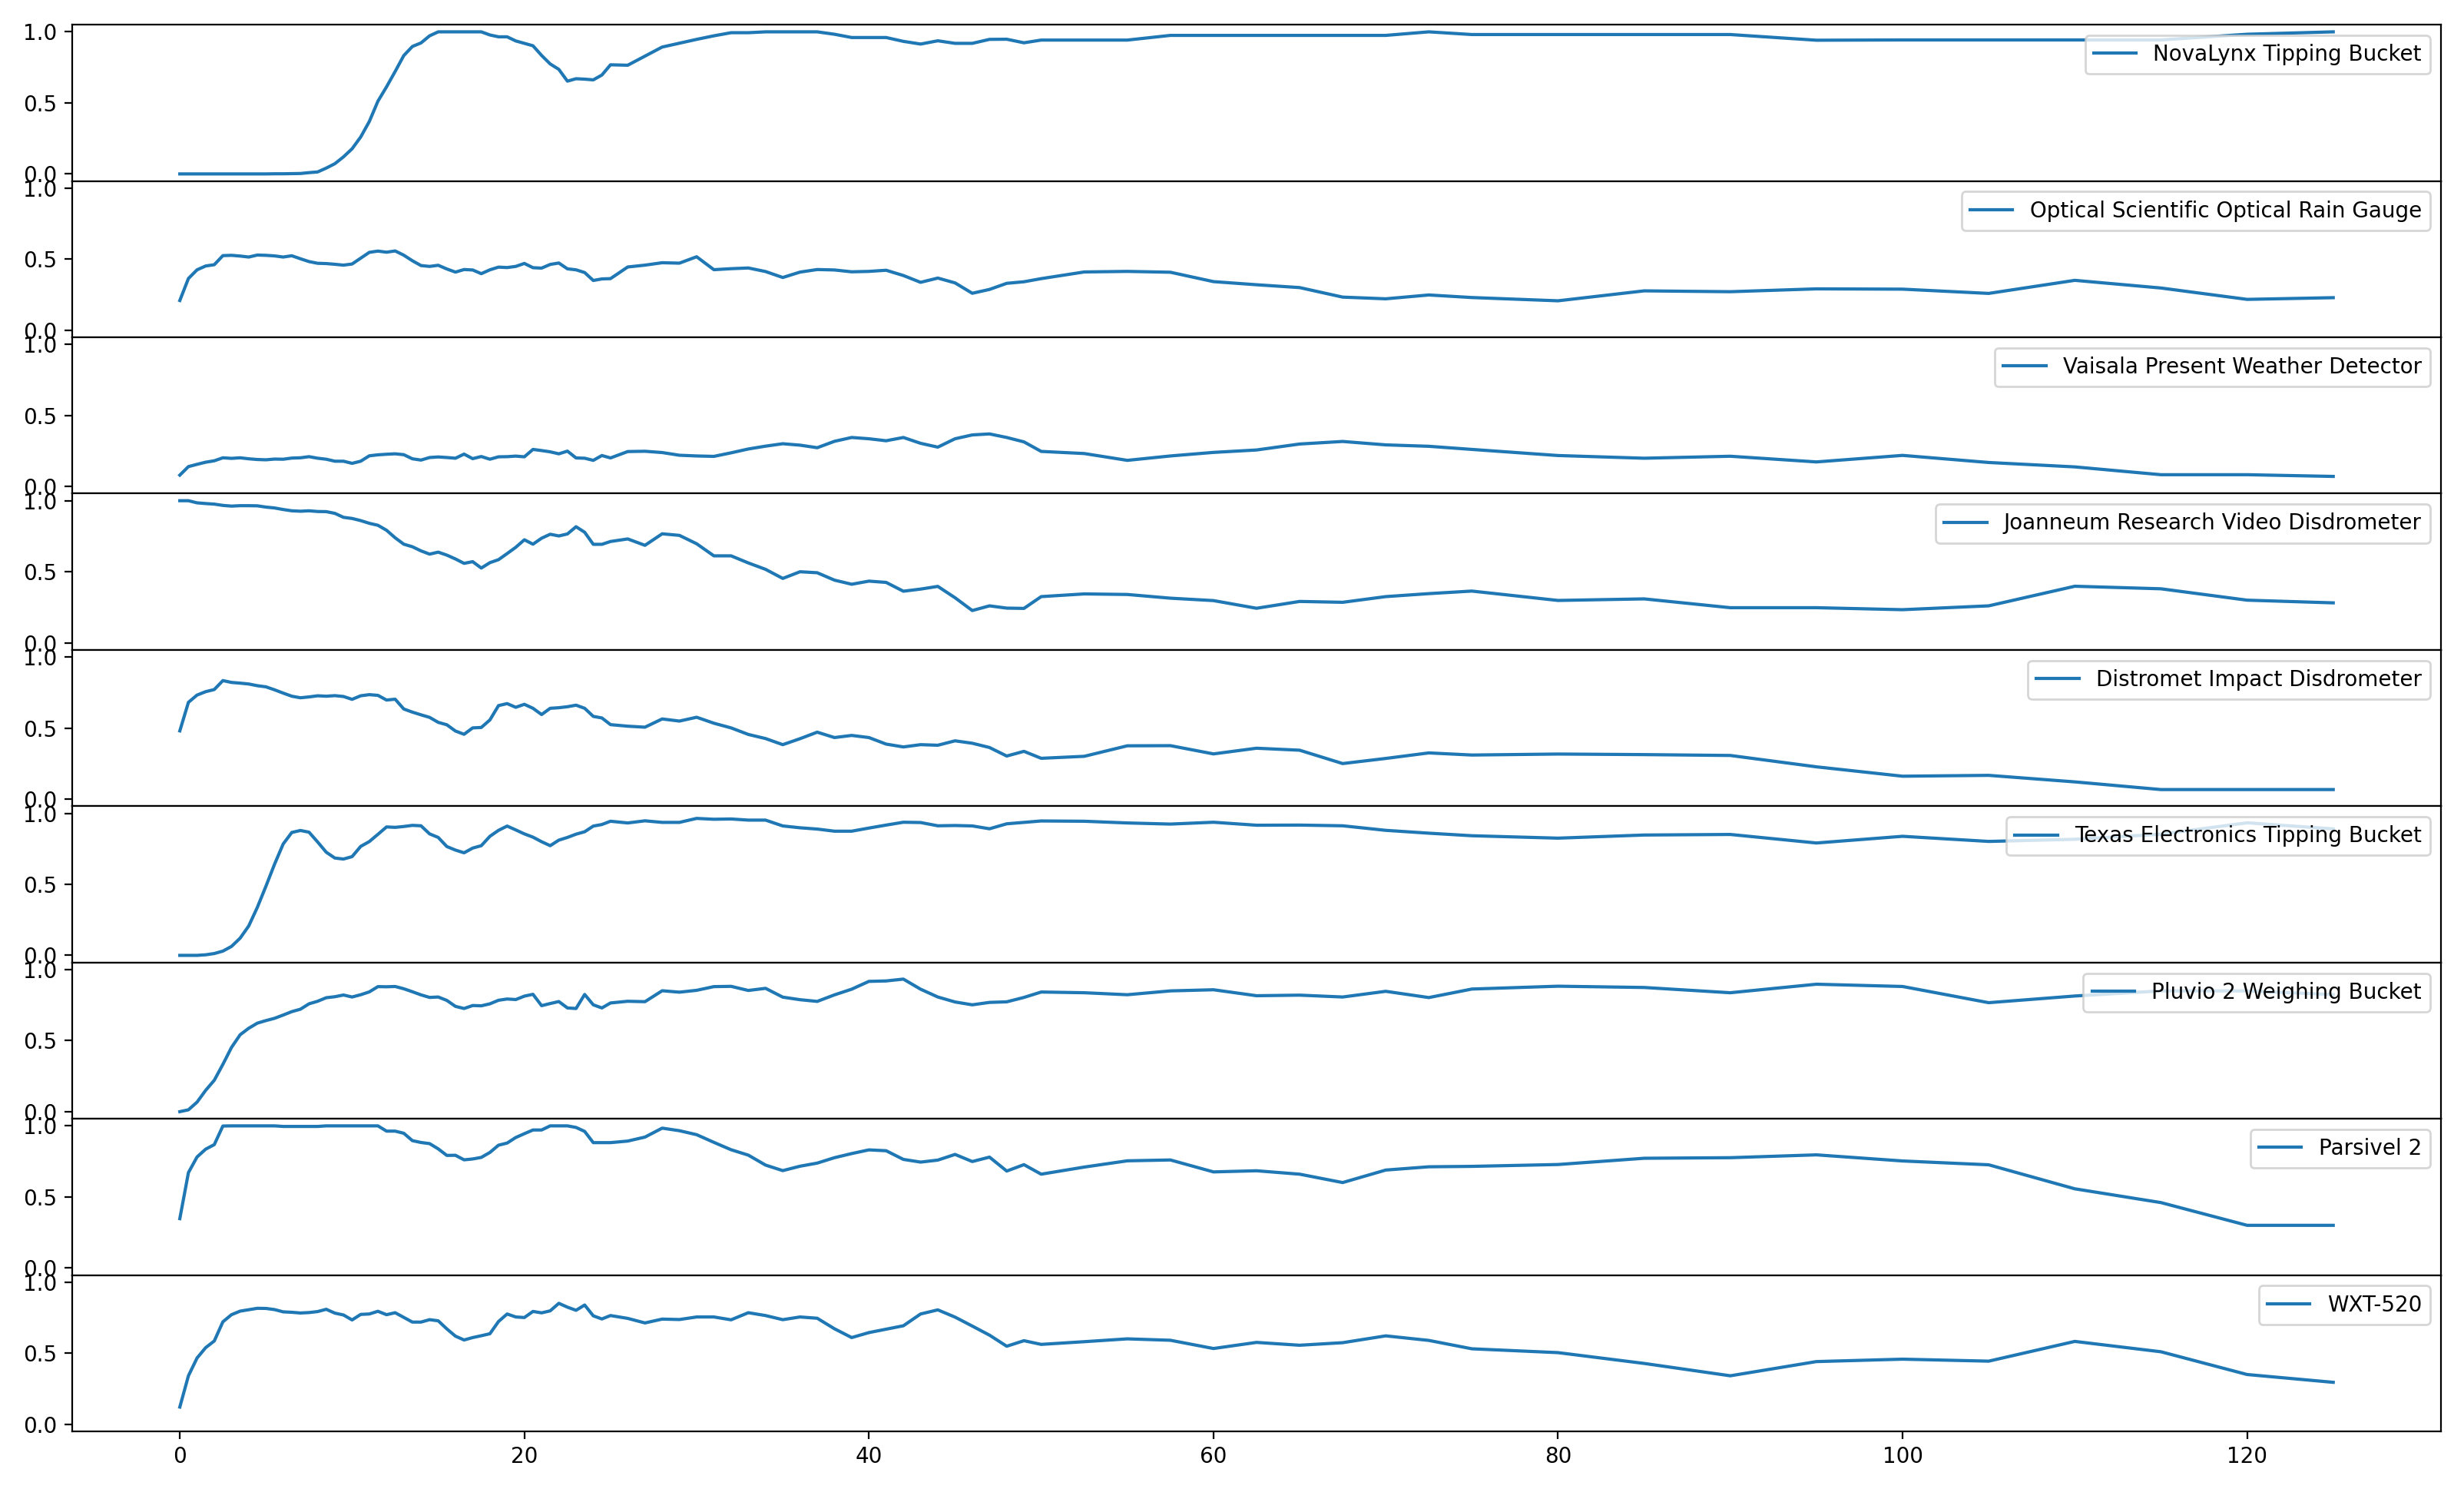 1.0
NovaLynx Tipping Bucket
0.5
0.0
1.0
Optical Scientific Optical Rain Gauge
0.5
0.0
1.0
Vaisala Present Weather Detector
0.5
0.0
1.0
Joanneum Research Video Disdrometer
0.5
0.0
1.0
Distromet Impact Disdrometer
0.5
0.0
1.0
Texas Electronics Tipping Bucket
0.5
0.0
1.0
Pluvio 2 Weighing Bucket
0.5
0.0
1.0
Parsivel 2
0.5
0.0
1.0
WXT-520
0.5
0.0
0 20 40 60 80 100 120